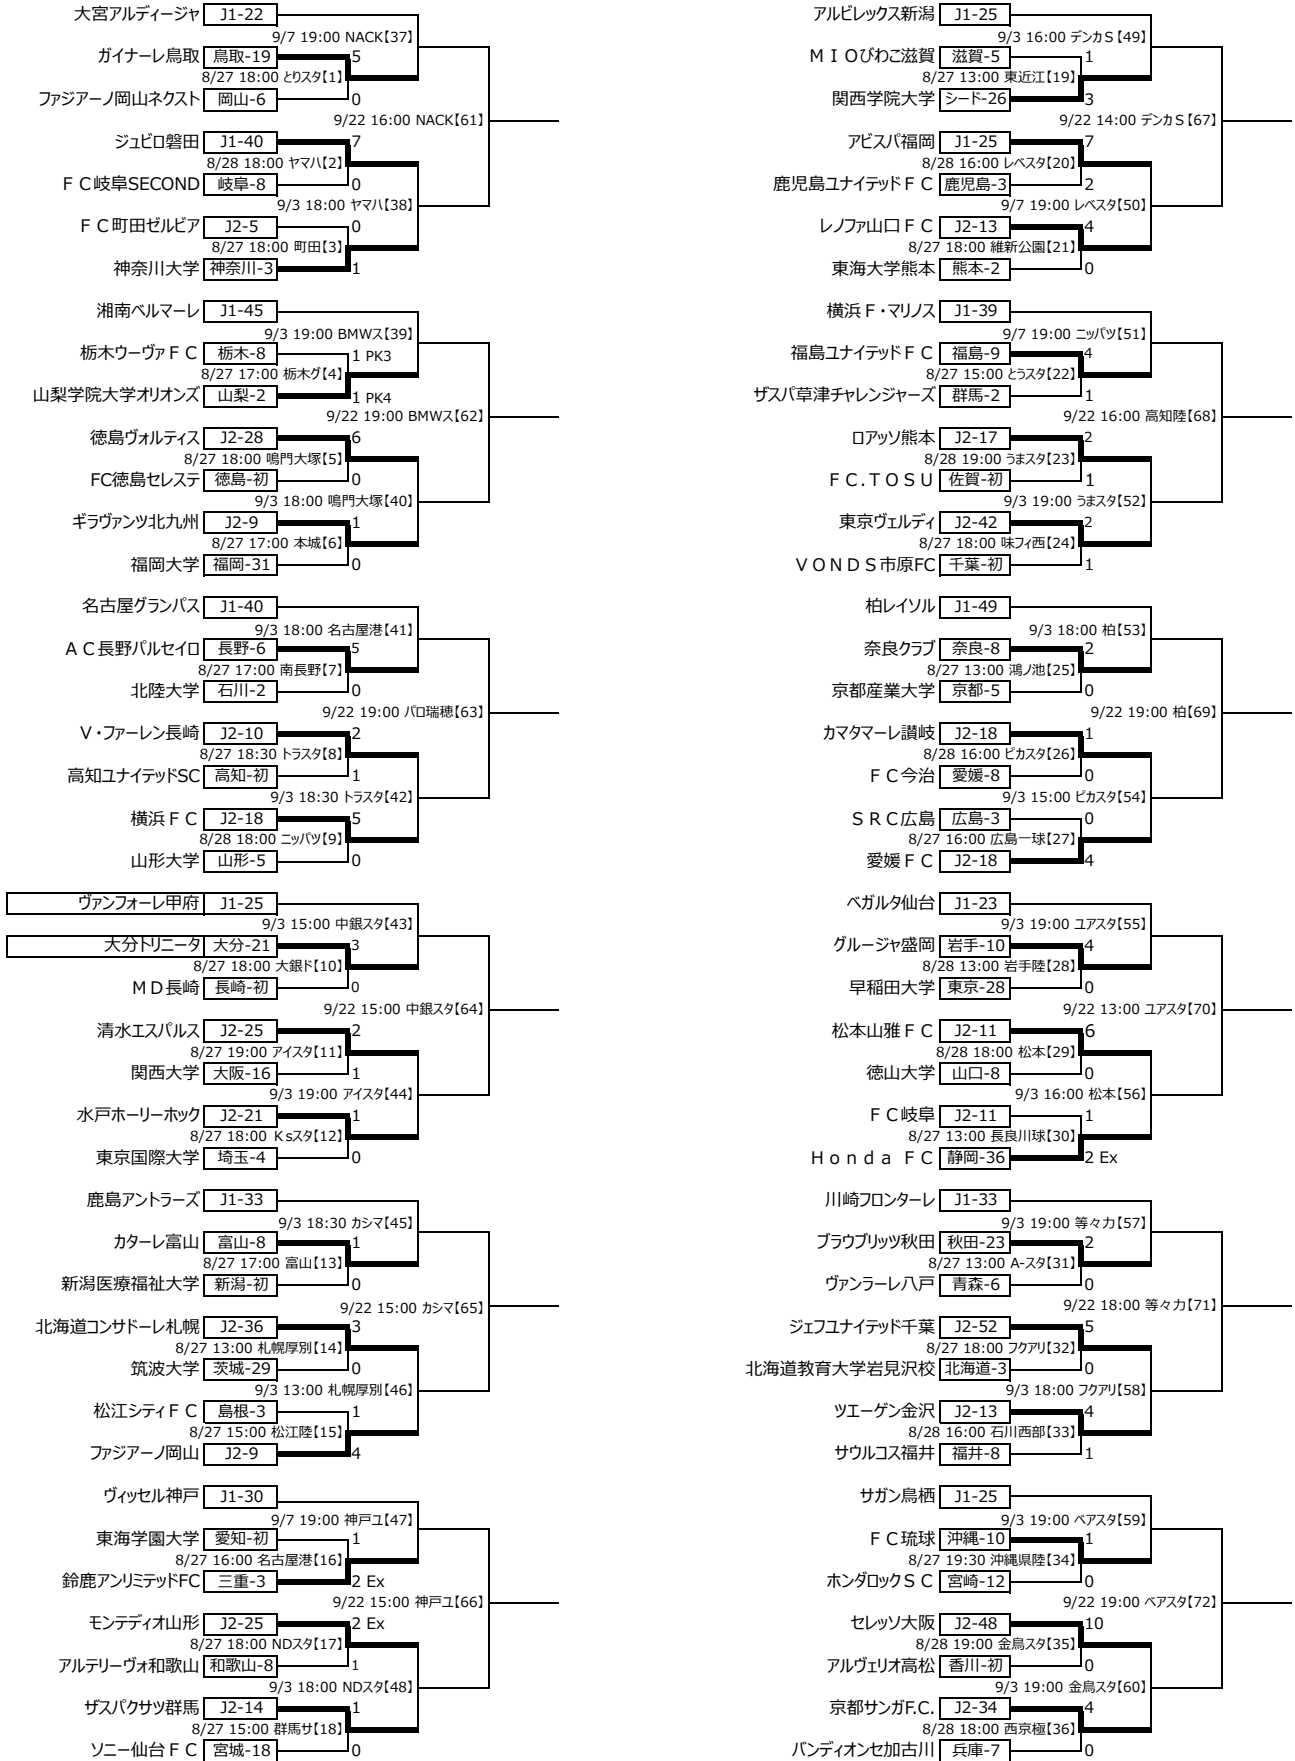 大宮アルディージャ J1-22
9/7 19:00 NACK【37】
ガイナーレ鳥取 鳥取-19 5
8/27 18:00 とりスタ【1】
ファジアーノ岡山ネクスト 岡山-6 0
9/22 16:00 NACK【61】
ジュビロ磐田 J1-40 7
8/28 18:00 ヤマハ【2】
ＦＣ岐阜SECOND 岐阜-8 0
9/3 18:00 ヤマハ【38】
ＦＣ町田ゼルビア J2-5 0
8/27 18:00 町田【3】
神奈川大学 神奈川-3 1
湘南ベルマーレ J1-45
9/3 19:00 BMWス【39】
栃木ウーヴァＦＣ 栃木-8 1 PK3
8/27 17:00 栃木グ【4】
山梨学院大学オリオンズ 山梨-2 1 PK4
9/22 19:00 BMWス【62】
徳島ヴォルティス J2-28 6
8/27 18:00 鳴門大塚【5】
FC徳島セレステ 徳島-初 0
9/3 18:00 鳴門大塚【40】
ギラヴァンツ北九州 J2-9 1
8/27 17:00 本城【6】
福岡大学 福岡-31 0
名古屋グランパス J1-40
9/3 18:00 名古屋港【41】
ＡＣ長野パルセイロ 長野-6 5
8/27 17:00 南長野【7】
北陸大学 石川-2 0
9/22 19:00 パロ瑞穂【63】
Ｖ・ファーレン長崎 J2-10 2
8/27 18:30 トラスタ【8】
高知ユナイテッドSC 高知-初 1
9/3 18:30 トラスタ【42】
横浜ＦＣ J2-18 5
8/28 18:00 ニッパツ【9】
山形大学 山形-5 0
ヴァンフォーレ甲府 J1-25
9/3 15:00 中銀スタ【43】
大分トリニータ 大分-21 3
8/27 18:00 大銀ド【10】
ＭＤ長崎 長崎-初 0
9/22 15:00 中銀スタ【64】
清水エスパルス J2-25 2
8/27 19:00 アイスタ【11】
関西大学 大阪-16 1
9/3 19:00 アイスタ【44】
水戸ホーリーホック J2-21 1
8/27 18:00 Ｋsスタ【12】
東京国際大学 埼玉-4 0
鹿島アントラーズ J1-33
9/3 18:30 カシマ【45】
カターレ富山 富山-8 1
8/27 17:00 富山【13】
新潟医療福祉大学 新潟-初 0
9/22 15:00 カシマ【65】
北海道コンサドーレ札幌 J2-36 3
8/27 13:00 札幌厚別【14】
筑波大学 茨城-29 0
9/3 13:00 札幌厚別【46】
松江シティＦＣ 島根-3 1
8/27 15:00 松江陸【15】
ファジアーノ岡山 J2-9 4
ヴィッセル神戸 J1-30
9/7 19:00 神戸ユ【47】
東海学園大学 愛知-初 1
8/27 16:00 名古屋港【16】
鈴鹿アンリミテッドFC 三重-3 2 Ex
9/22 15:00 神戸ユ【66】
モンテディオ山形 J2-25 2 Ex
8/27 18:00 NDスタ【17】
アルテリーヴォ和歌山 和歌山-8 1
9/3 18:00 NDスタ【48】
ザスパクサツ群馬 J2-14 1
8/27 15:00 群馬サ【18】
ソニー仙台ＦＣ 宮城-18 0
アルビレックス新潟 J1-25
9/3 16:00 デンカＳ【49】
ＭＩＯびわこ滋賀 滋賀-5 1
8/27 13:00 東近江【19】
関西学院大学 シード-26 3
9/22 14:00 デンカＳ【67】
アビスパ福岡 J1-25 7
8/28 16:00 レベスタ【20】
鹿児島ユナイテッドＦＣ 鹿児島-3 2
9/7 19:00 レベスタ【50】
レノファ山口ＦＣ J2-13 4
8/27 18:00 維新公園【21】
東海大学熊本 熊本-2 0
横浜Ｆ・マリノス J1-39
9/7 19:00 ニッパツ【51】
福島ユナイテッドＦＣ 福島-9 4
8/27 15:00 とうスタ【22】
ザスパ草津チャレンジャーズ 群馬-2 1
9/22 16:00 高知陸【68】
ロアッソ熊本 J2-17 2
8/28 19:00 うまスタ【23】
ＦＣ.ＴＯＳＵ 佐賀-初 1
9/3 19:00 うまスタ【52】
東京ヴェルディ J2-42 2
8/27 18:00 味フィ西【24】
ＶＯＮＤＳ市原FC 千葉-初 1
柏レイソル J1-49
9/3 18:00 柏【53】
奈良クラブ 奈良-8 2
8/27 13:00 鴻ノ池【25】
京都産業大学 京都-5 0
9/22 19:00 柏【69】
カマタマーレ讃岐 J2-18 1
8/28 16:00 ピカスタ【26】
ＦＣ今治 愛媛-8 0
9/3 15:00 ピカスタ【54】
ＳＲＣ広島 広島-3 0
8/27 16:00 広島一球【27】
愛媛ＦＣ J2-18 4
ベガルタ仙台 J1-23
9/3 19:00 ユアスタ【55】
グルージャ盛岡 岩手-10 4
8/28 13:00 岩手陸【28】
早稲田大学 東京-28 0
9/22 13:00 ユアスタ【70】
松本山雅ＦＣ J2-11 6
8/28 18:00 松本【29】
徳山大学 山口-8 0
9/3 16:00 松本【56】
ＦＣ岐阜 J2-11 1
8/27 13:00 長良川球【30】
Ｈｏｎｄａ ＦＣ 静岡-36 2 Ex
川崎フロンターレ J1-33
9/3 19:00 等々力【57】
ブラウブリッツ秋田 秋田-23 2
8/27 13:00 A-スタ【31】
ヴァンラーレ八戸 青森-6 0
9/22 18:00 等々力【71】
ジェフユナイテッド千葉 J2-52 5
8/27 18:00 フクアリ【32】
北海道教育大学岩見沢校 北海道-3 0
9/3 18:00 フクアリ【58】
ツエーゲン金沢 J2-13 4
8/28 16:00 石川西部【33】
サウルコス福井 福井-8 1
サガン鳥栖 J1-25
9/3 19:00 ベアスタ【59】
ＦＣ琉球 沖縄-10 1
8/27 19:30 沖縄県陸【34】
ホンダロックＳＣ 宮崎-12 0
9/22 19:00 ベアスタ【72】
セレッソ大阪 J2-48 10
8/28 19:00 金鳥スタ【35】
アルヴェリオ高松 香川-初 0
9/3 19:00 金鳥スタ【60】
京都サンガF.C. J2-34 4
8/28 18:00 西京極【36】
バンディオンセ加古川 兵庫-7 0